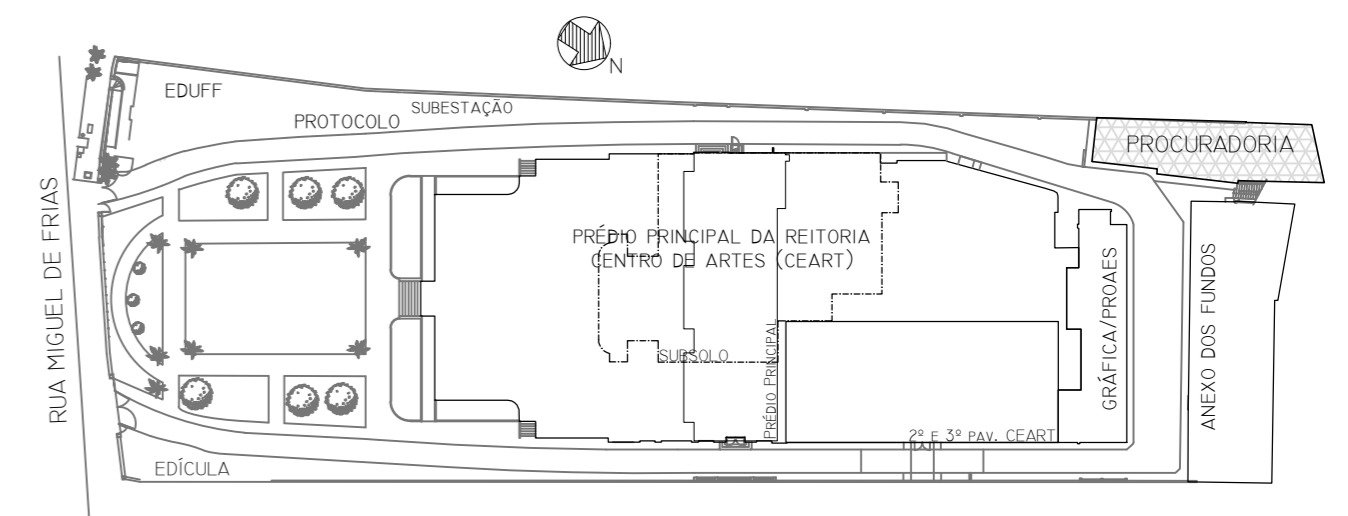 N
EDUFF
SUBESTAÇÃO
PROTOCOLO
PROCURADORIA
RUA MIGUEL DE FRIAS
PRÉDIO PRINCIPAL DA REITORIA
CENTRO DE ARTES (CEART)
GRÁFICA/PROAES
ANEXO DOS FUNDOS
SUBSOLO
PRÉDIO PRINCIPAL
2º E 3º PAV. CEART
EDÍCULA